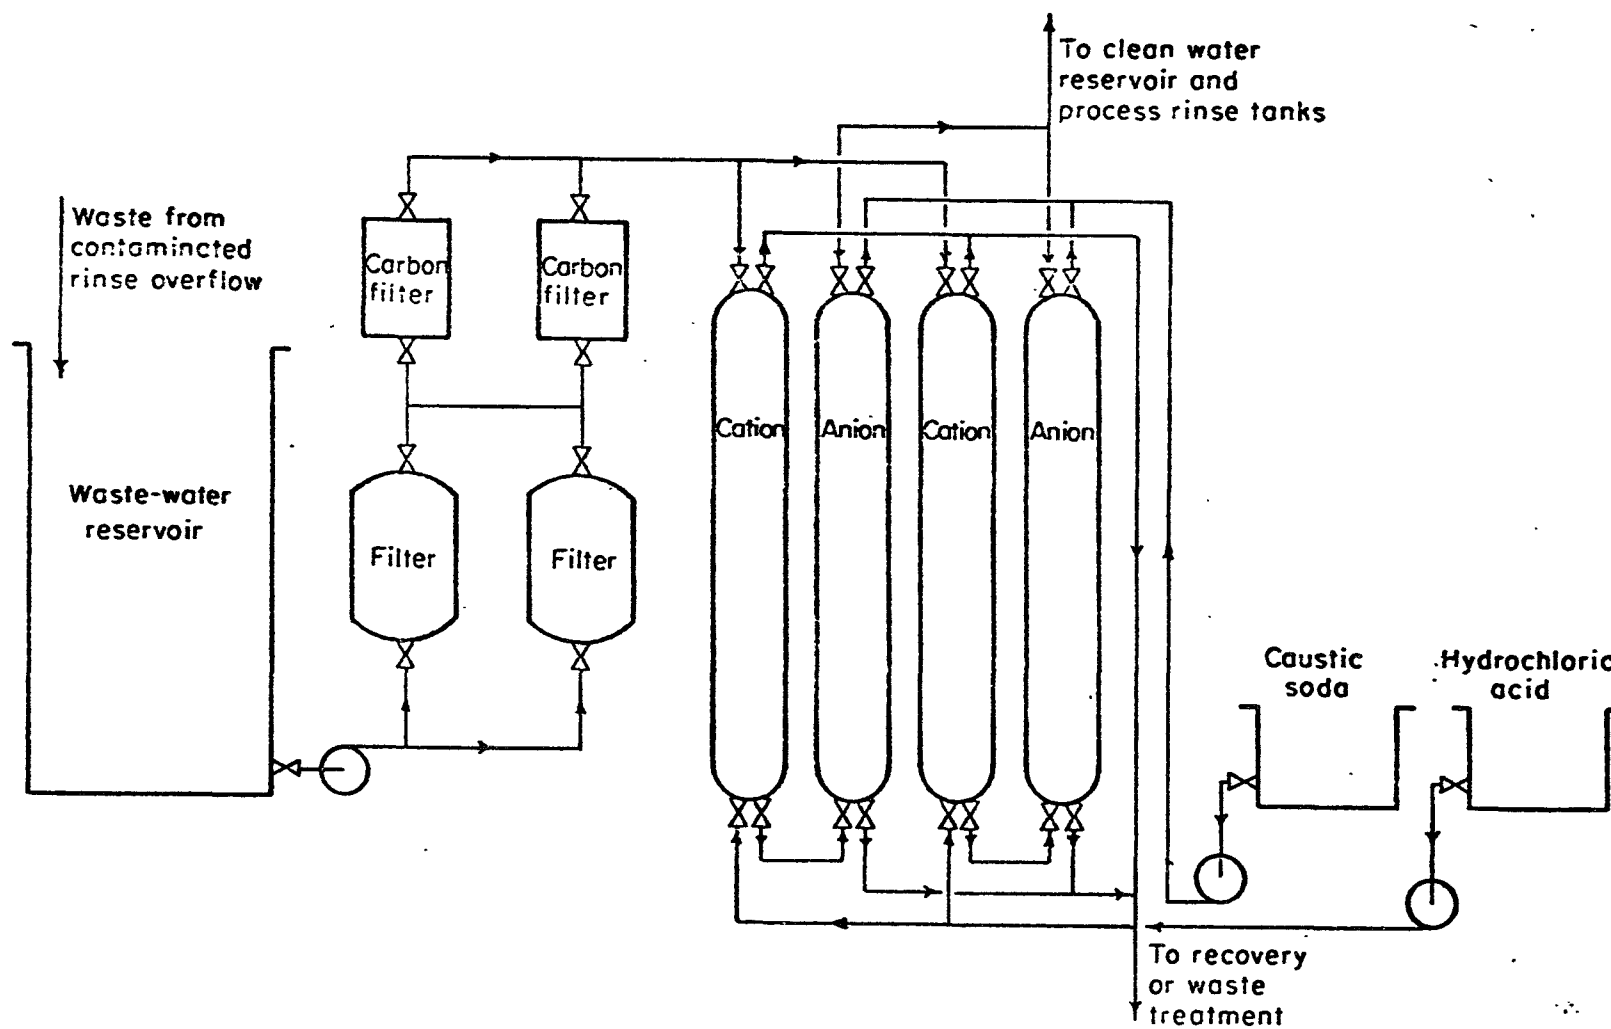 To clean water
reservoir and
process rinse tanks
Waste from
contamincted
rinse overflow
Carbon
filter
Carbon
filter
Cation
Anion
Cation
Anion
Waste-water
reservoir
Filter
Filter
Caustic
soda
Hydrochloric
acid
To recovery
or waste
treatment